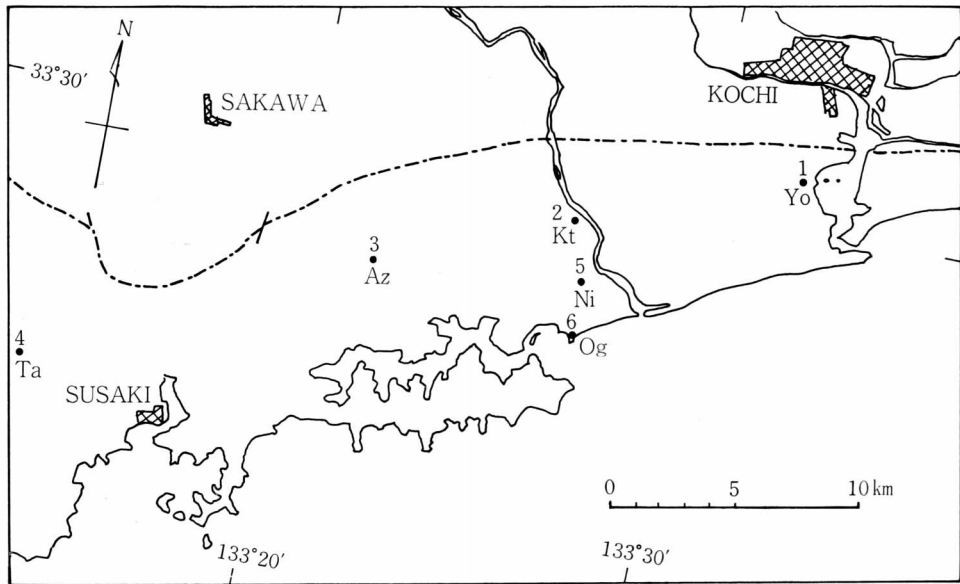 N
33°30'
SAKAWA
KOCHI
1
Yo
2
Kt
3
Az
5
Ni
6
Og
4
Ta
SUSAKI
0 5 10 km
133°20'
133°30'